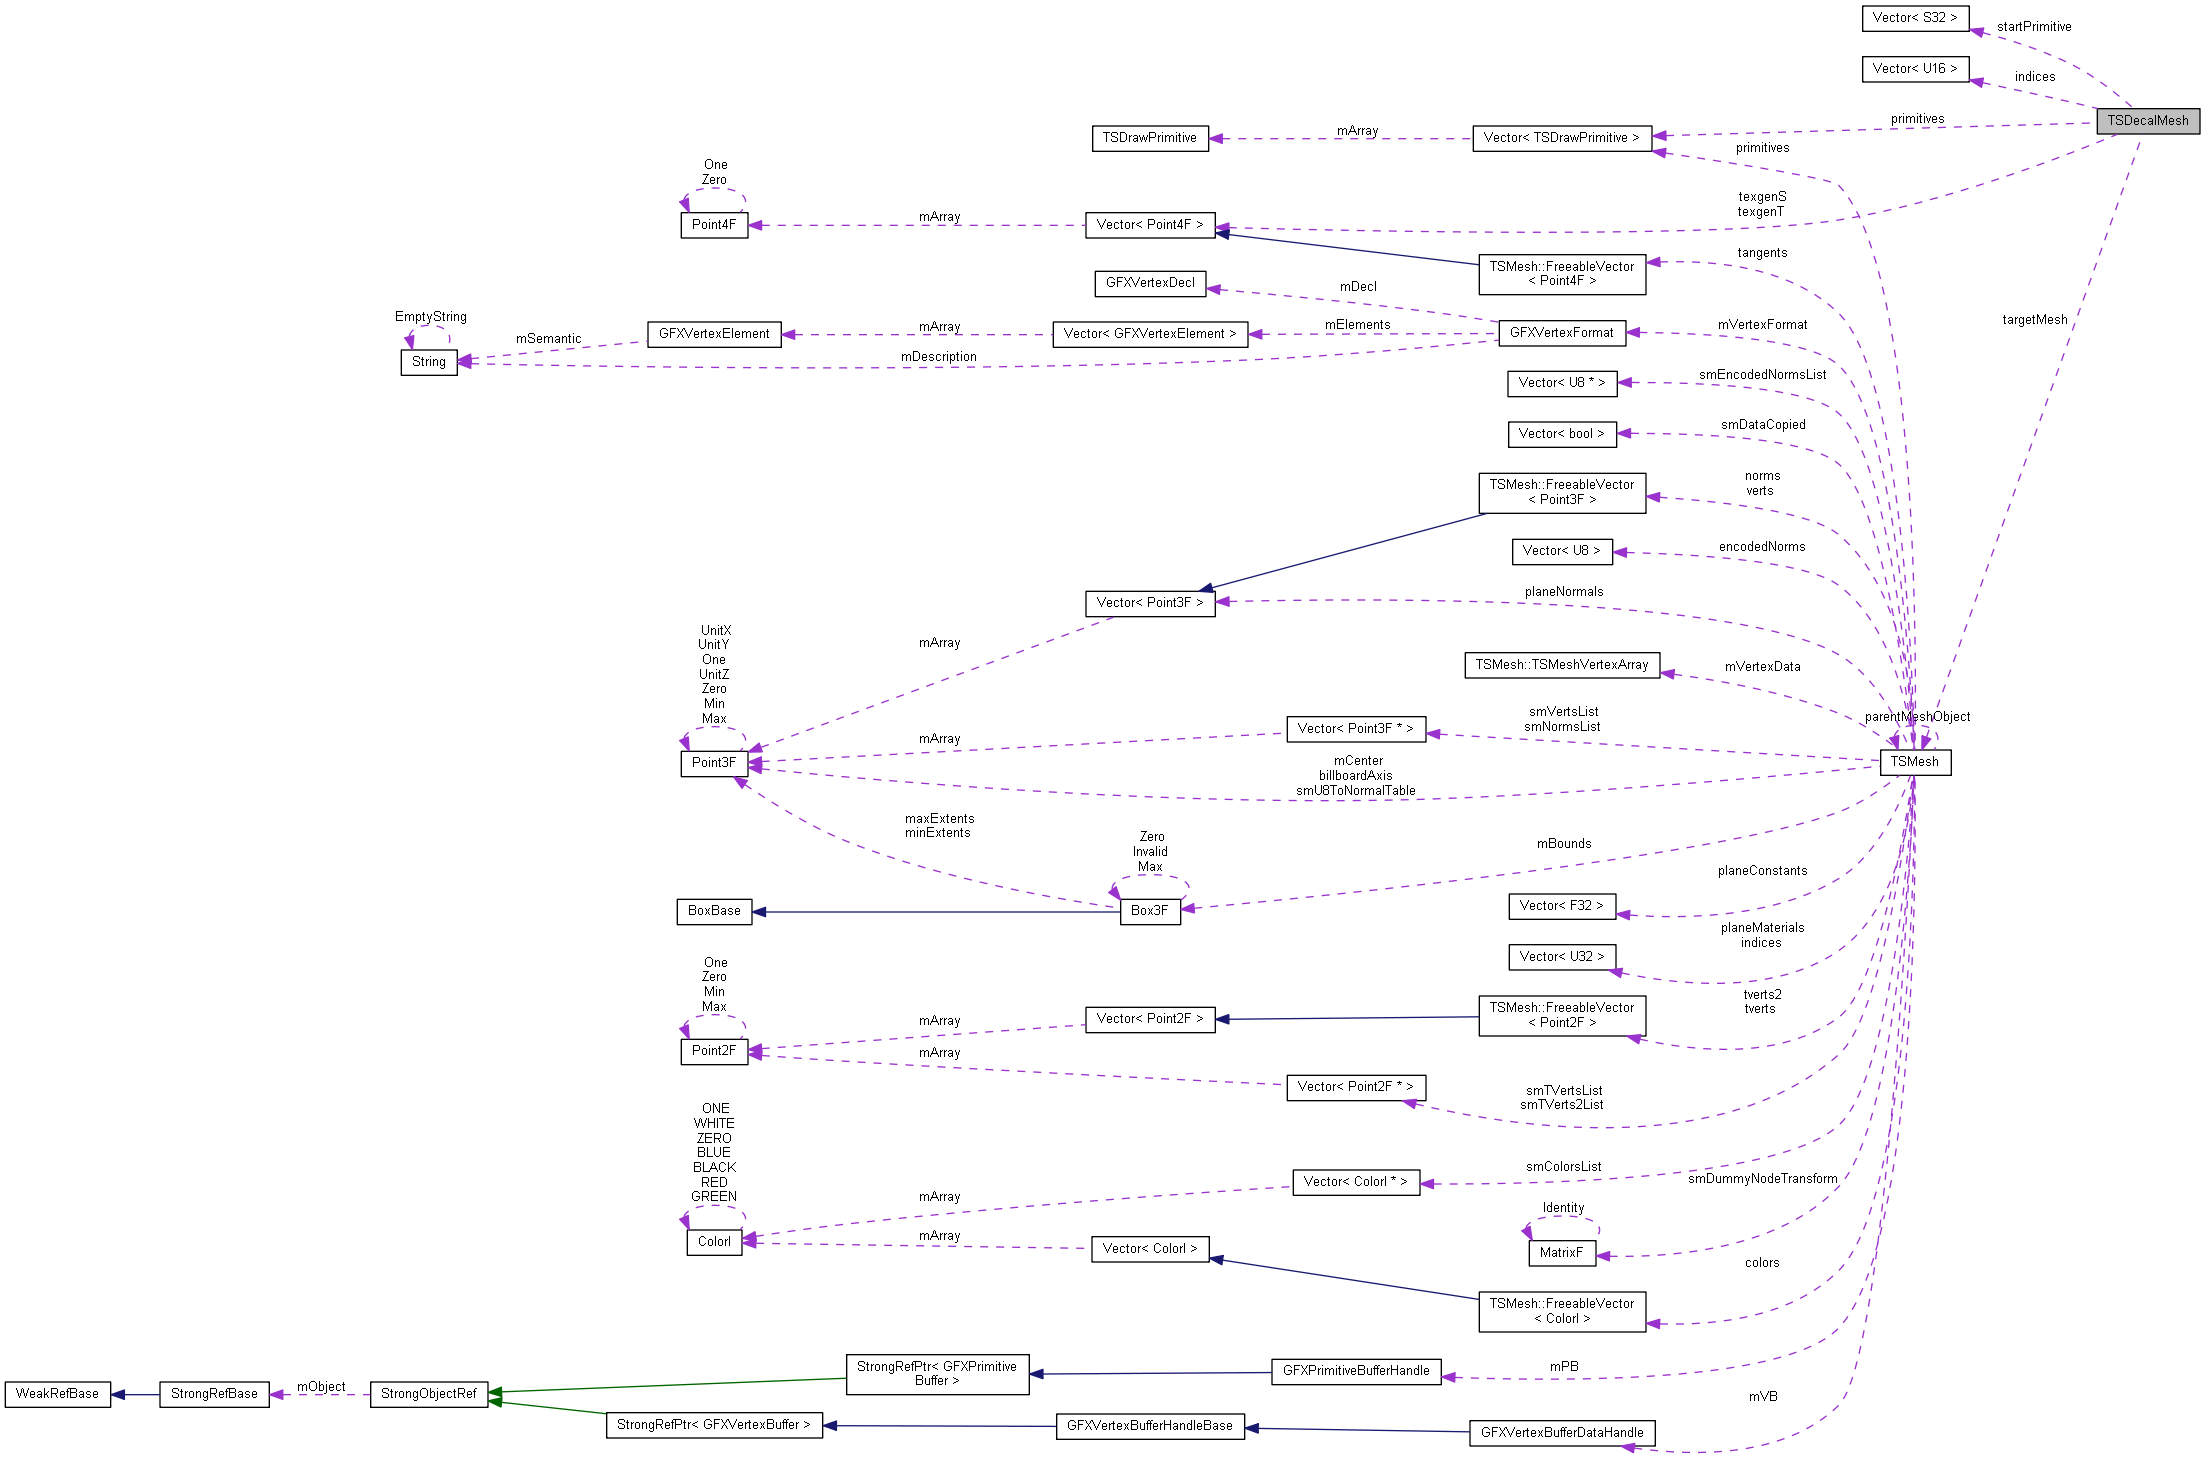 Vector< S32 >
startPrimitive
Vector< U16 >
indices
TSDecalMesh
primitives
TSDrawPrimitive
mArray
Vector< TSDrawPrimitive >
primitives
One
Zero
Point4F
mArray
Vector< Point4F >
texgenS
texgenT
TSMesh::FreeableVector
< Point4F >
tangents
GFXVertexDecl
mDecl
EmptyString
String
mSemantic
GFXVertexElement
mArray
Vector< GFXVertexElement >
mElements
mDescription
GFXVertexFormat
mVertexFormat
targetMesh
Vector< U8 * >
smEncodedNormsList
Vector< bool >
smDataCopied
TSMesh::FreeableVector
< Point3F >
norms
verts
Vector< U8 >
encodedNorms
Vector< Point3F >
planeNormals
mArray
UnitX
UnitY
One
UnitZ
Zero
Min
Max
Point3F
TSMesh::TSMeshVertexArray
mVertexData
parentMeshObject
TSMesh
mArray
Vector< Point3F * >
smVertsList
smNormsList
mCenter
billboardAxis
smU8ToNormalTable
maxExtents
minExtents
Zero
Invalid
Max
Box3F
BoxBase
mBounds
planeConstants
Vector< F32 >
planeMaterials
indices
Vector< U32 >
One
Zero
Min
Max
Point2F
mArray
Vector< Point2F >
TSMesh::FreeableVector
< Point2F >
tverts2
tverts
mArray
Vector< Point2F * >
smTVertsList
smTVerts2List
ONE
WHITE
ZERO
BLUE
BLACK
RED
GREEN
ColorI
mArray
Vector< ColorI * >
smColorsList
mArray
Vector< ColorI >
smDummyNodeTransform
Identity
MatrixF
colors
TSMesh::FreeableVector
< ColorI >
mPB
GFXPrimitiveBufferHandle
StrongRefPtr< GFXPrimitive
Buffer >
WeakRefBase
StrongRefBase
mObject
StrongObjectRef
StrongRefPtr< GFXVertexBuffer >
GFXVertexBufferHandleBase
GFXVertexBufferDataHandle
mVB